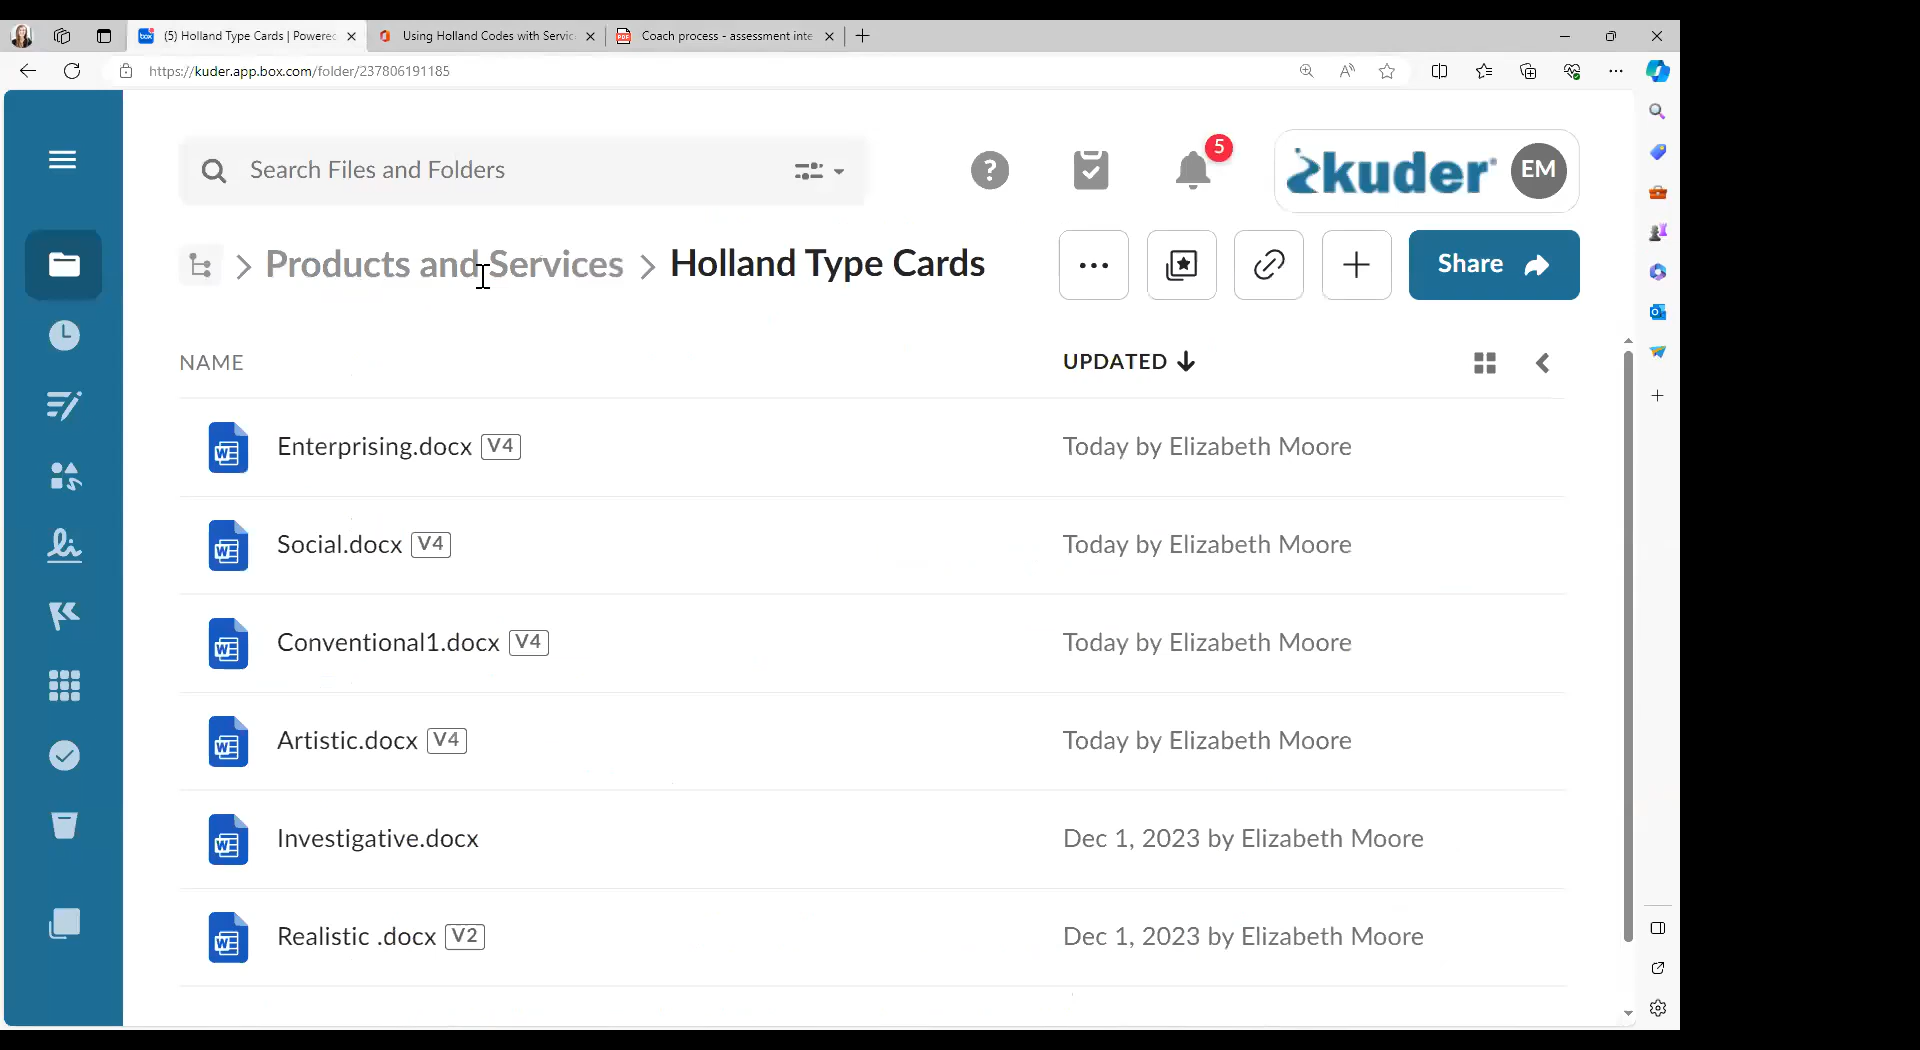 (5) Holland Type Cards | Powere
Using Holland Codes with Servic
Coach process - assessment inte
https://kuder.app.box.com/folder/237806191185
Search Files and Folders
5
kuder
EM
Products and Services > Holland Type Cards
Share
NAME
UPDATED
Enterprising.docx V4
Today by Elizabeth Moore
Social.docx V4
Today by Elizabeth Moore
Conventional1.docx V4
Today by Elizabeth Moore
Artistic.docx V4
Today by Elizabeth Moore
Investigative.docx
Dec 1, 2023 by Elizabeth Moore
Realistic .docx V2
Dec 1, 2023 by Elizabeth Moore